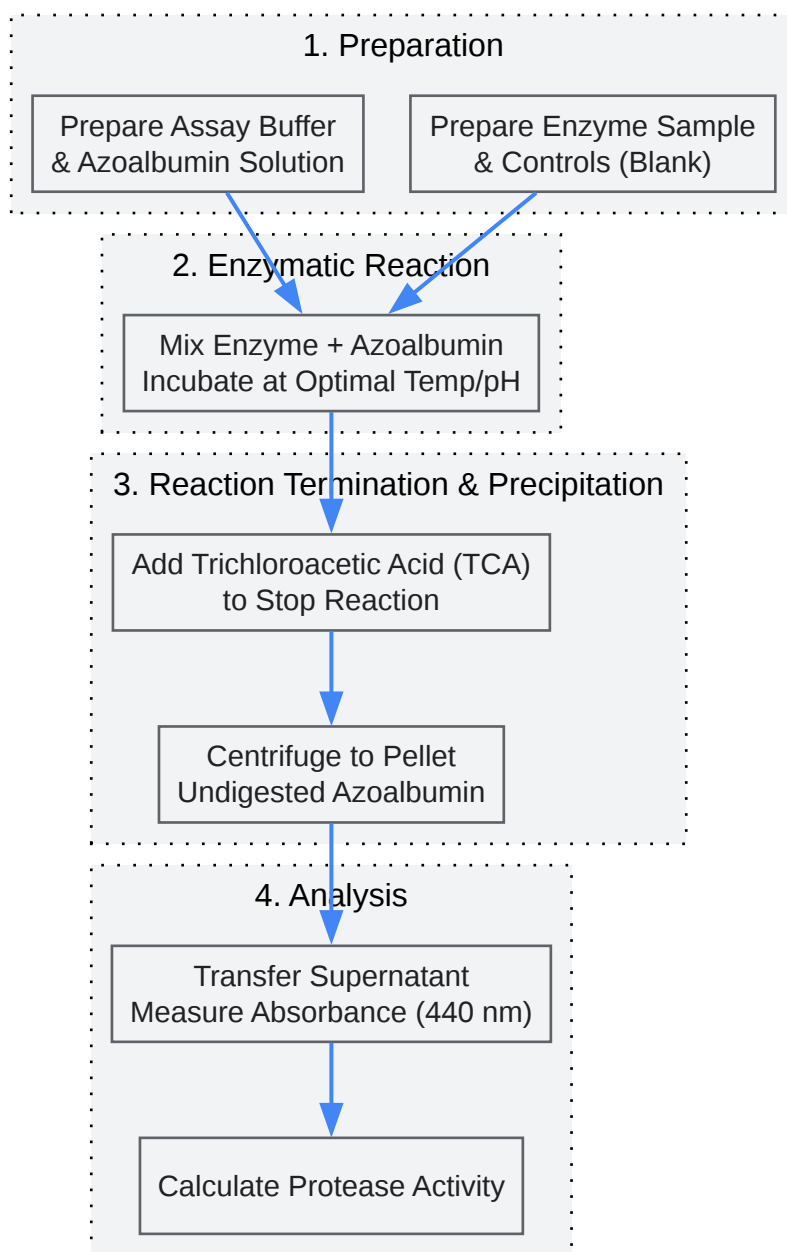 1. Preparation
Prepare Assay Buffer
& Azoalbumin Solution
Prepare Enzyme Sample
& Controls (Blank)
2. Enzymatic Reaction
Mix Enzyme + Azoalbumin
Incubate at Optimal Temp/pH
3. Reaction Termination & Precipitation
Add Trichloroacetic Acid (TCA)
to Stop Reaction
Centrifuge to Pellet
Undigested Azoalbumin
4. Analysis
Transfer Supernatant
Measure Absorbance (440 nm)
Calculate Protease Activity